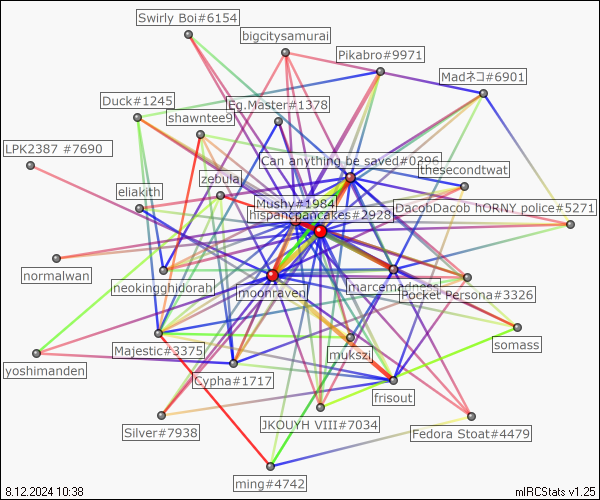 Swirly Boi#6154
bigcitysamurai
Pikabro#9971
Madネコ#6901
Duck#1245
Eg.Master#1378
shawntee9
LPK2387 #7690
Can anything be saved#0396
thesecondtwat
zebula
eliakith
Mushy#1984
hispancpancakes#2928
DacobDacob hORNY police#5271
normalwan
neokingghidorah
moonraven
marcemadness
Pocket Persona#3326
somass
Majestic#3375
mukszi
yoshimanden
Cypha#1717
frisout
Silver#7938
JKOUYH VIII#7034
Fedora Stoat#4479
ming#4742
8.12.2024 10:38
mIRCStats v1.25